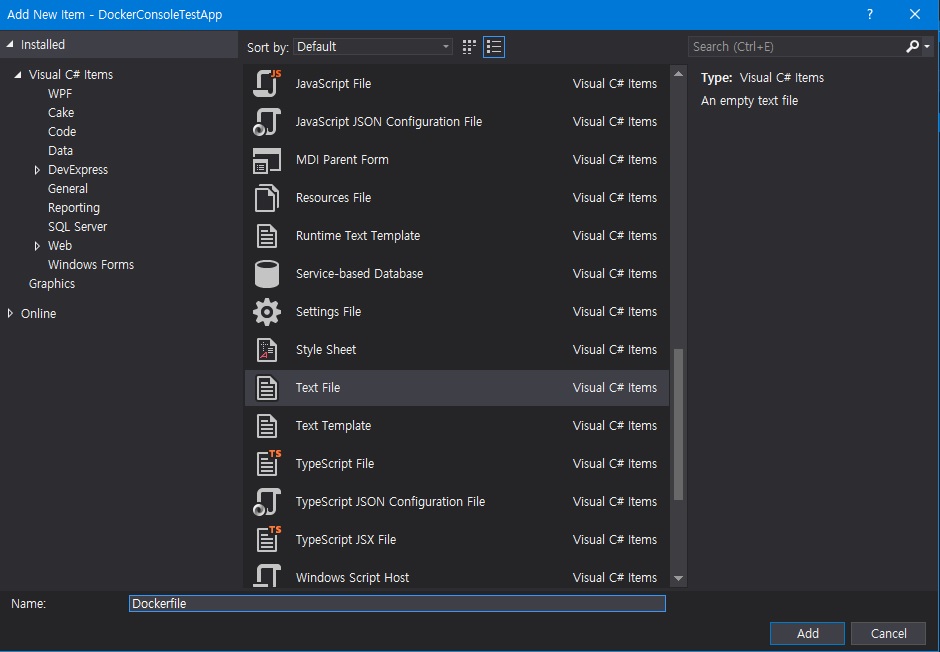 Add New Item - DockerConsoleTestApp
?
Installed
Sort by: Default
Search (Ctrl+E)
Visual C# Items
WPF
Cake
Code
Data
DevExpress
General
Reporting
SQL Server
Web
Windows Forms
Graphics
Online
JS
JavaScript File Visual C# Items
JavaScript JSON Configuration File Visual C# Items
MDI Parent Form Visual C# Items
Resources File Visual C# Items
Runtime Text Template Visual C# Items
Service-based Database Visual C# Items
Settings File Visual C# Items
Style Sheet Visual C# Items
Text File Visual C# Items
Text Template Visual C# Items
TS
TypeScript File Visual C# Items
TypeScript JSON Configuration File Visual C# Items
TS
TypeScript JSX File Visual C# Items
Windows Script Host Visual C# Items
Type: Visual C# Items
An empty text file
Name: Dockerfile
Add Cancel